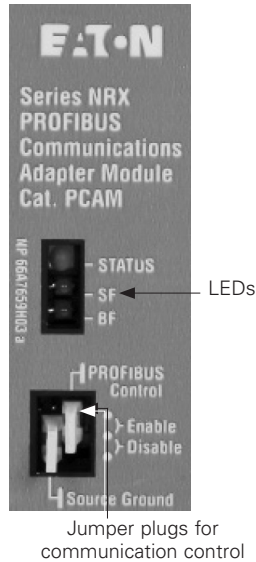 EATON
Series NRX
PROFIBUS
Communications
Adapter Module
Cat. PCAM
NP 66A7659H03 a
STATUS
SF
BF
LEDs
PROFIBUS
Control
Enable
Disable
Source Ground
Jumper plugs for
communication control